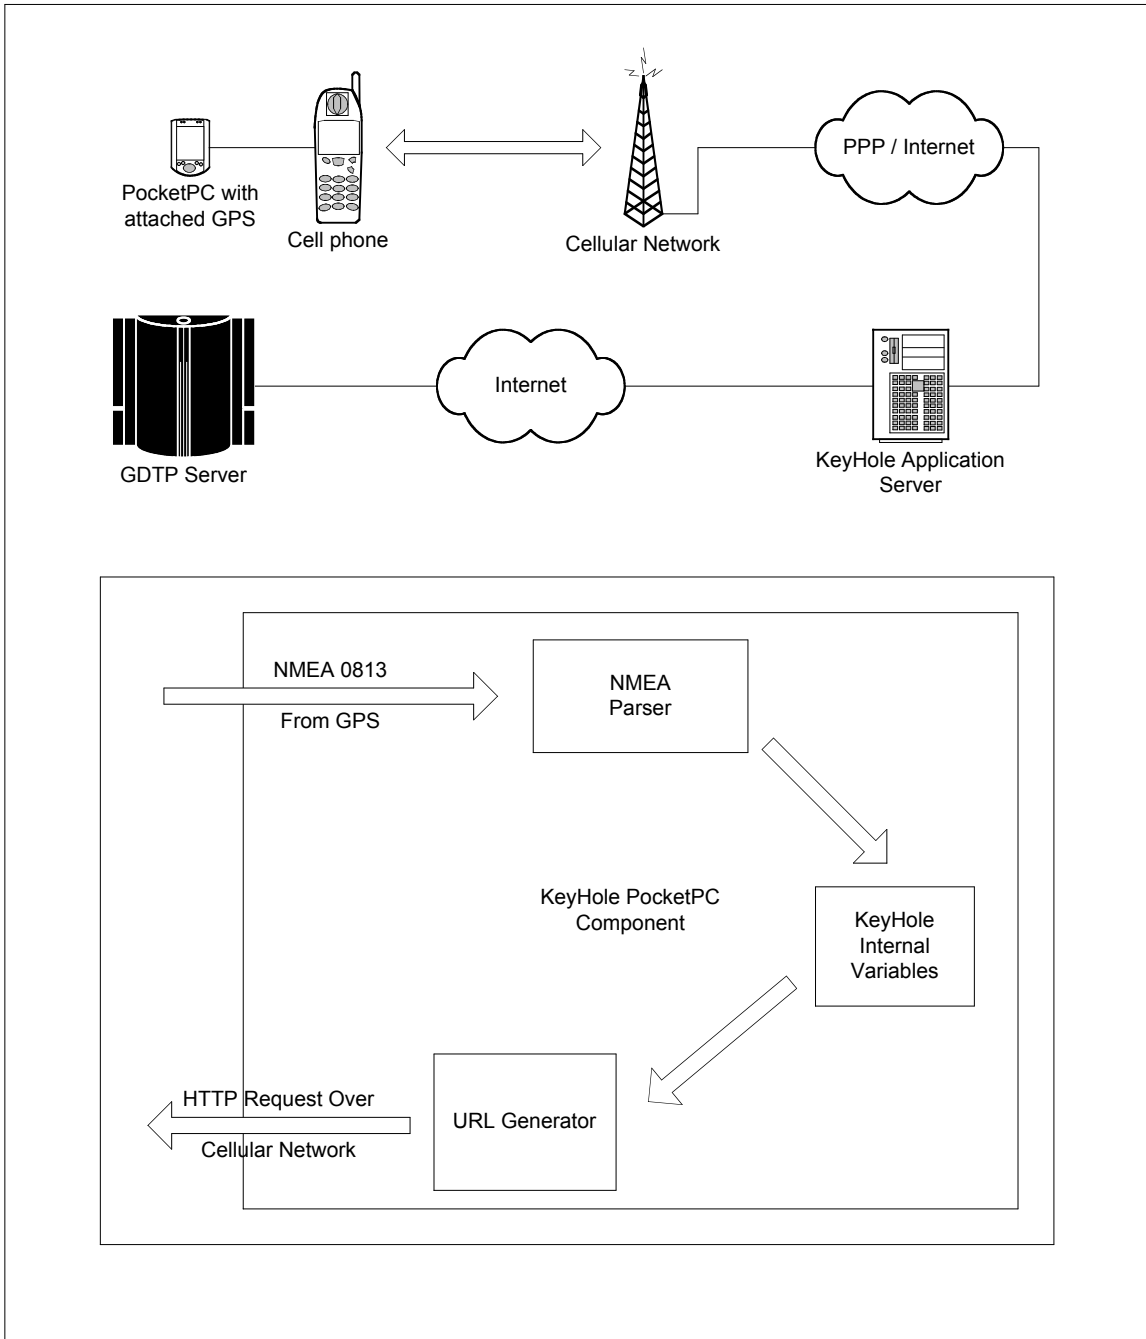 PPP / Internet
PocketPC with
attached GPS
Cell phone
Cellular Network
Internet
GDTP Server
KeyHole Application
Server
NMEA 0813
From GPS
NMEA
Parser
KeyHole PocketPC
Component
KeyHole
Internal
Variables
HTTP Request Over
Cellular Network
URL Generator